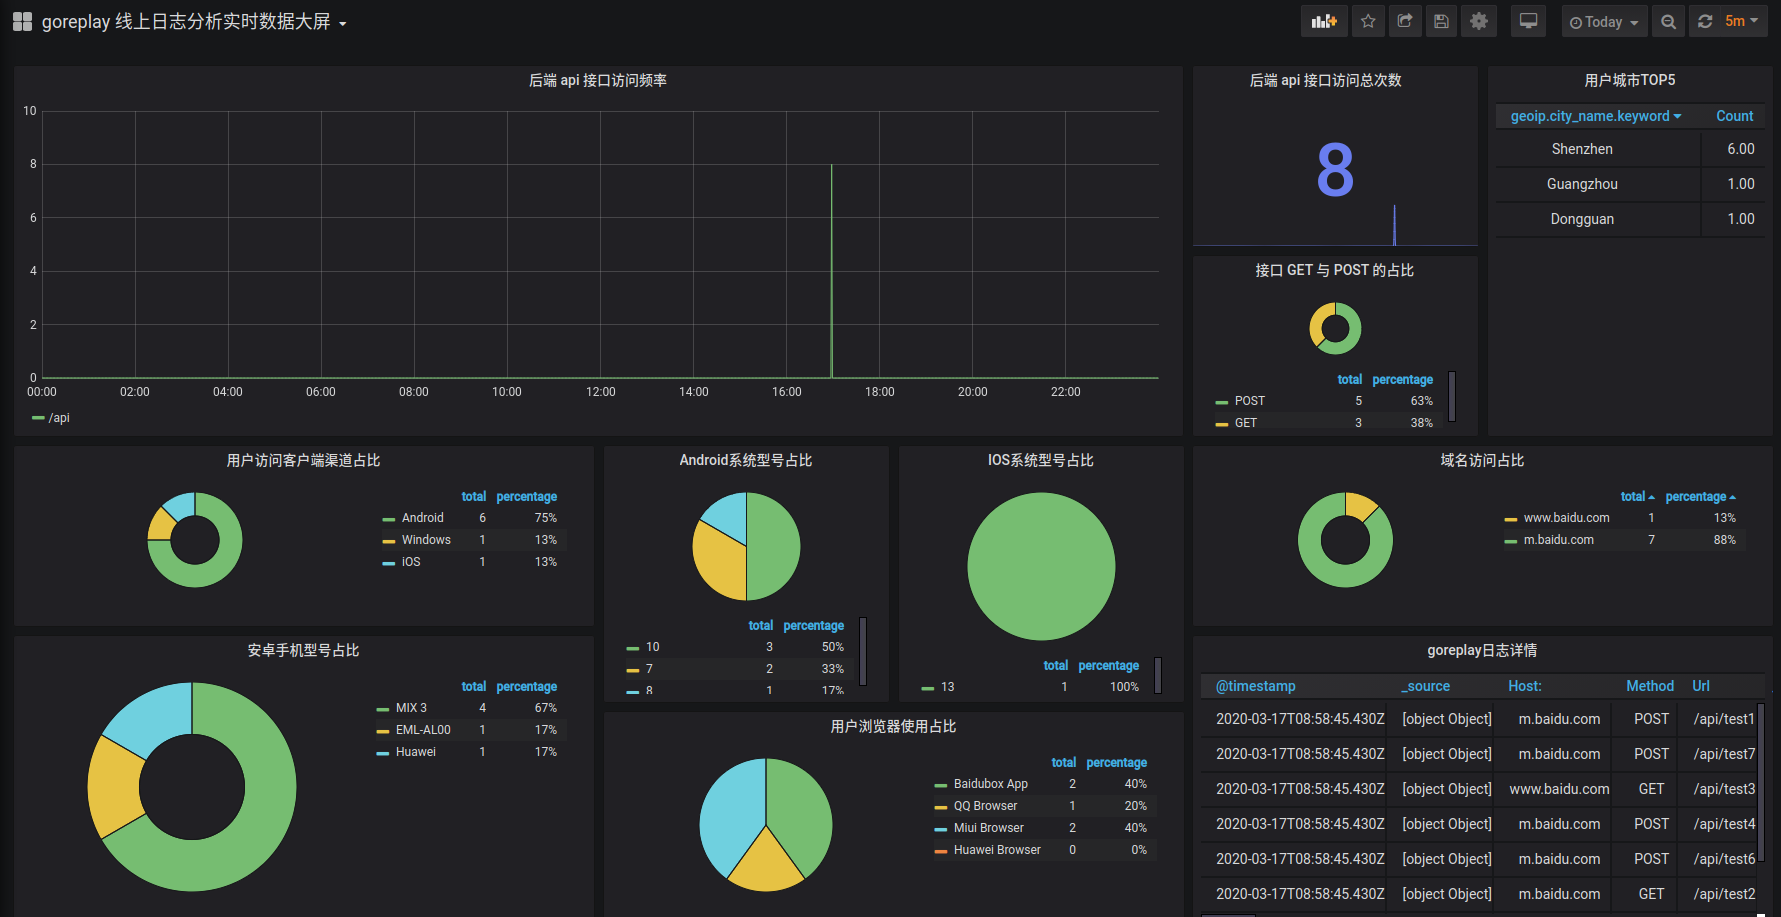 goreplay 线上日志分析实时数据大屏
Today
5m
后端 api 接口访问频率
10
8
6
4
2
0
00:00 02:00 04:00 06:00 08:00 10:00 12:00 14:00 16:00 18:00 20:00 22:00
/api
后端 api 接口访问总次数
8
用户城市TOP5
geoip.city_name.keyword Count
Shenzhen 6.00
Guangzhou 1.00
Dongguan 1.00
接口 GET 与 POST 的占比
total percentage
POST 5 63%
GET 3 38%
用户访问客户端渠道占比
total percentage
Android 6 75%
Windows 1 13%
iOS 1 13%
Android系统型号占比
total percentage
10 3 50%
7 2 33%
8 1 17%
IOS系统型号占比
total percentage
13 1 100%
域名访问占比
total percentage
www.baidu.com 1 13%
m.baidu.com 7 88%
安卓手机型号占比
total percentage
MIX 3 4 67%
EML-AL00 1 17%
Huawei 1 17%
用户浏览器使用占比
total percentage
Baidubox App 2 40%
QQ Browser 1 20%
Miui Browser 2 40%
Huawei Browser 0 0%
goreplay日志详情
@timestamp _source Host: Method Url
2020-03-17T08:58:45.430Z [object Object] m.baidu.com POST /api/test1
2020-03-17T08:58:45.430Z [object Object] m.baidu.com POST /api/test7
2020-03-17T08:58:45.430Z [object Object] www.baidu.com GET /api/test3
2020-03-17T08:58:45.430Z [object Object] m.baidu.com POST /api/test4
2020-03-17T08:58:45.430Z [object Object] m.baidu.com POST /api/test6
2020-03-17T08:58:45.430Z [object Object] m.baidu.com GET /api/test2